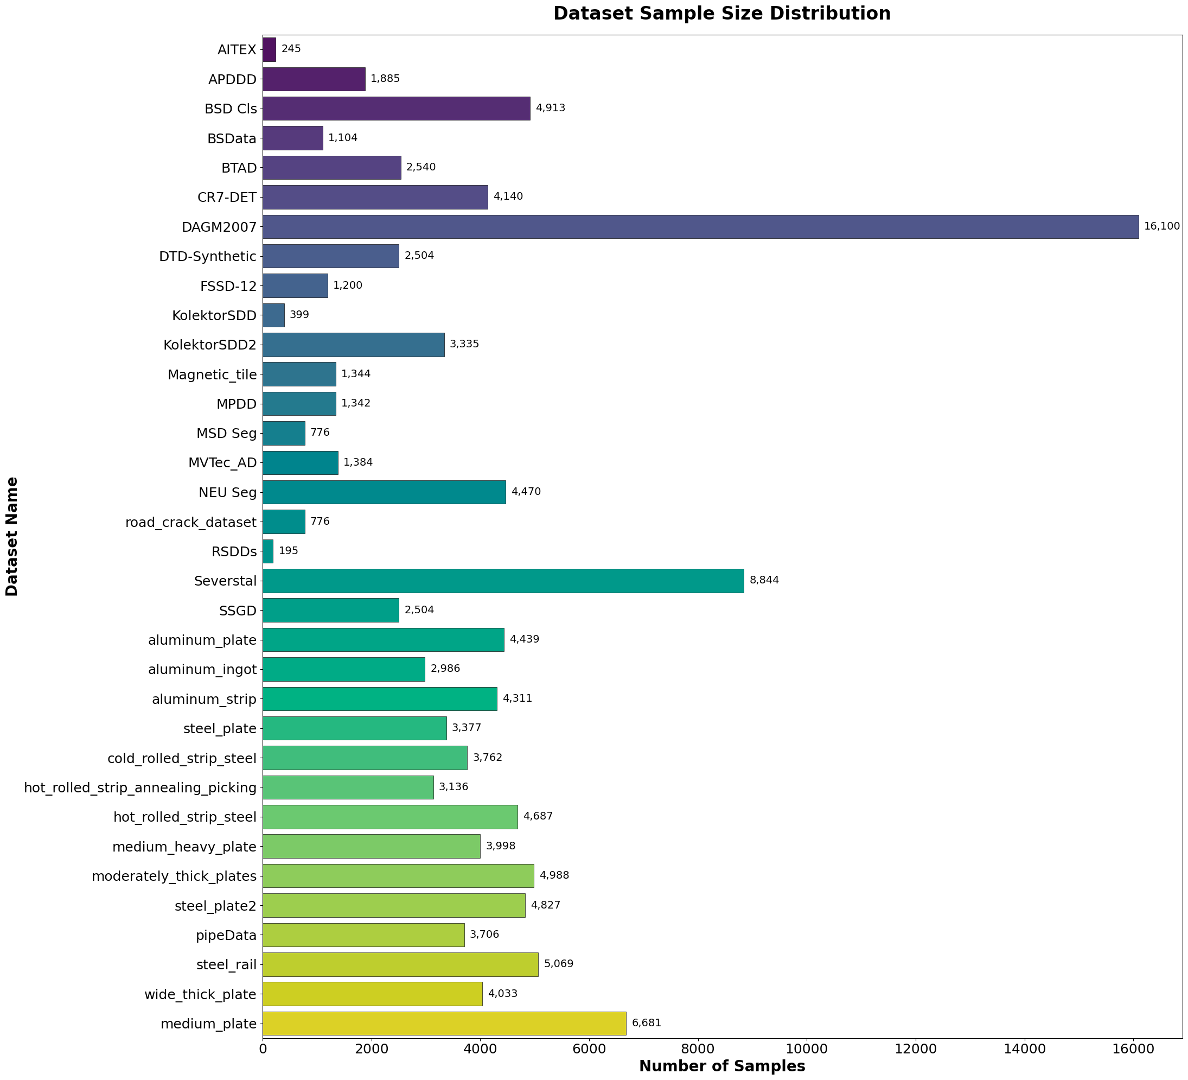 Dataset Sample Size Distribution
Dataset Name
AITEX 245
APDDD 1,885
BSD Cls 4,913
BSData 1,104
BTAD 2,540
CR7-DET 4,140
DAGM2007 16,100
DTD-Synthetic 2,504
FSSD-12 1,200
KolektorSDD 399
KolektorSDD2 3,335
Magnetic_tile 1,344
MPDD 1,342
MSD Seg 776
MVTec_AD 1,384
NEU Seg 4,470
road_crack_dataset 776
RSDDs 195
Severstal 8,844
SSGD 2,504
aluminum_plate 4,439
aluminum_ingot 2,986
aluminum_strip 4,311
steel_plate 3,377
cold_rolled_strip_steel 3,762
hot_rolled_strip_annealing_picking 3,136
hot_rolled_strip_steel 4,687
medium_heavy_plate 3,998
moderately_thick_plates 4,988
steel_plate2 4,827
pipeData 3,706
steel_rail 5,069
wide_thick_plate 4,033
medium_plate 6,681
0 2000 4000 6000 8000 10000 12000 14000 16000
Number of Samples